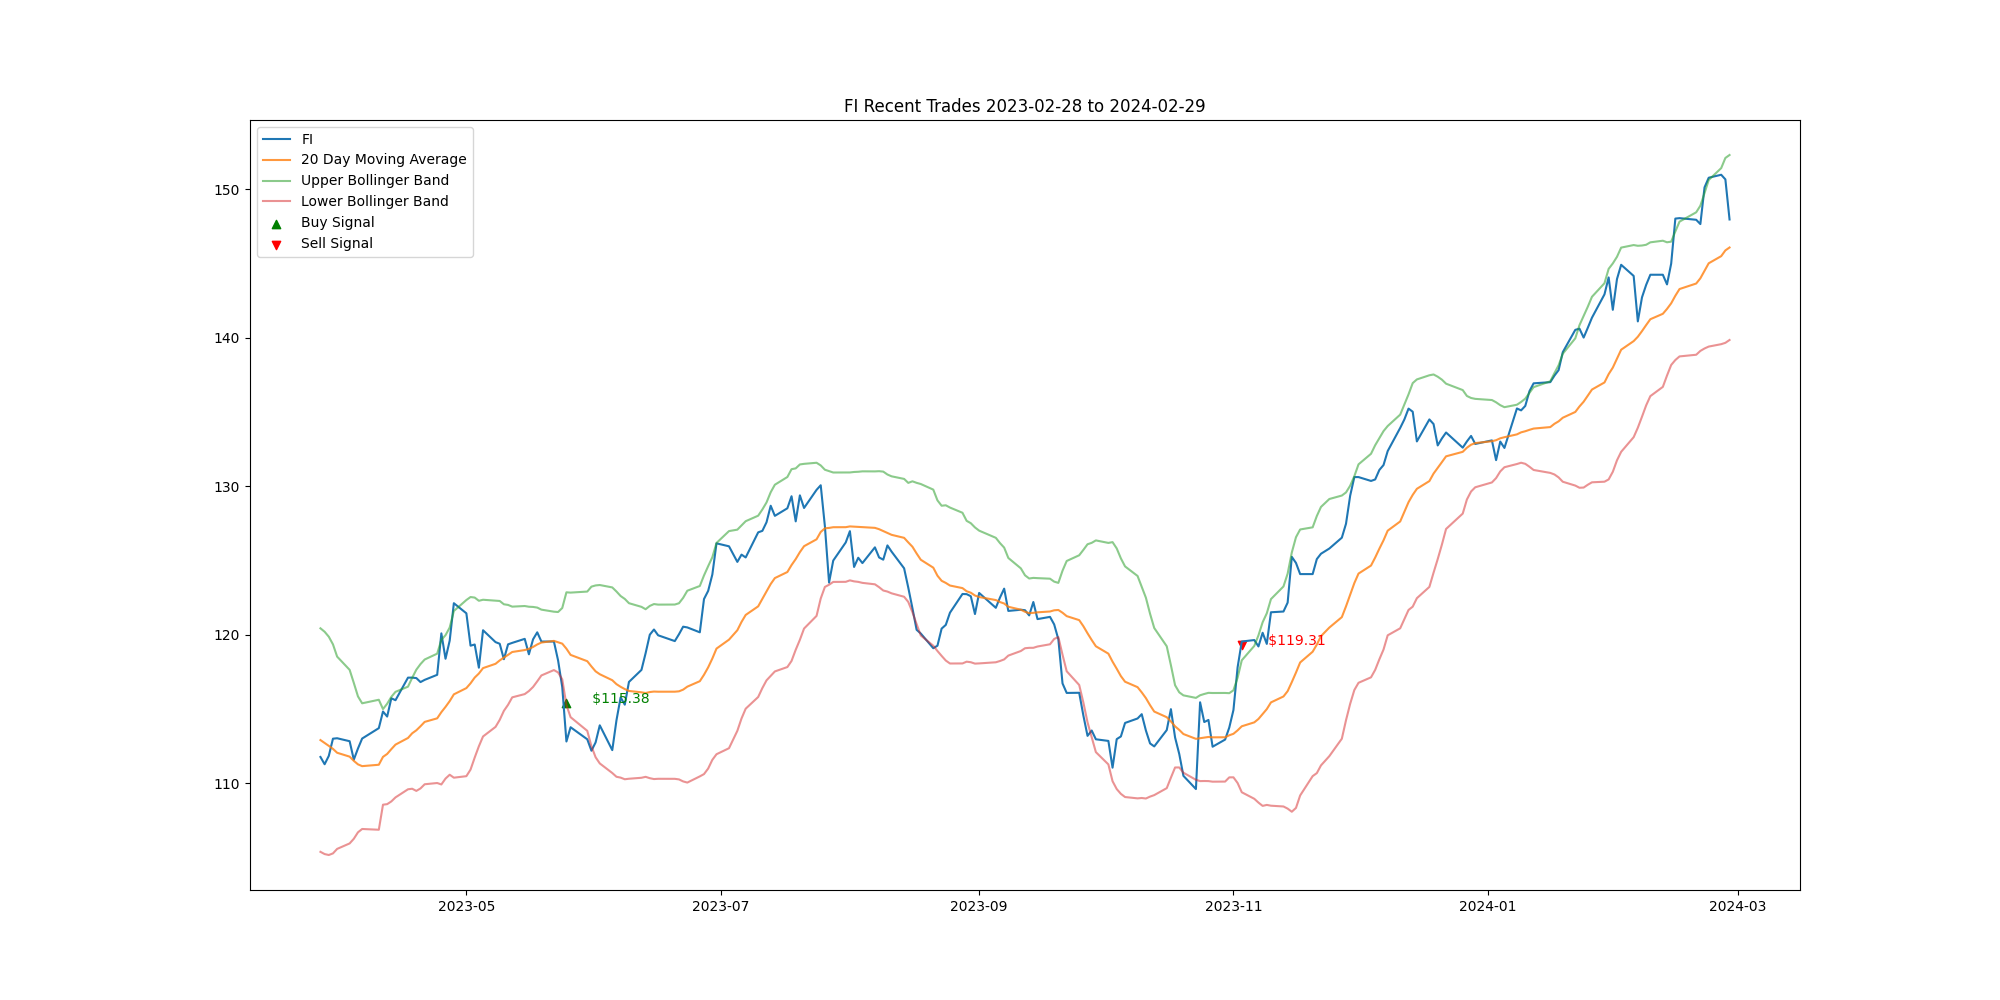 FI Recent Trades 2023-02-28 to 2024-02-29
FI
20 Day Moving Average
Upper Bollinger Band
Lower Bollinger Band
Buy Signal
Sell Signal
150
140
130
120
110
$119.31
$115.38
2023-05
2023-07
2023-09
2023-11
2024-01
2024-03